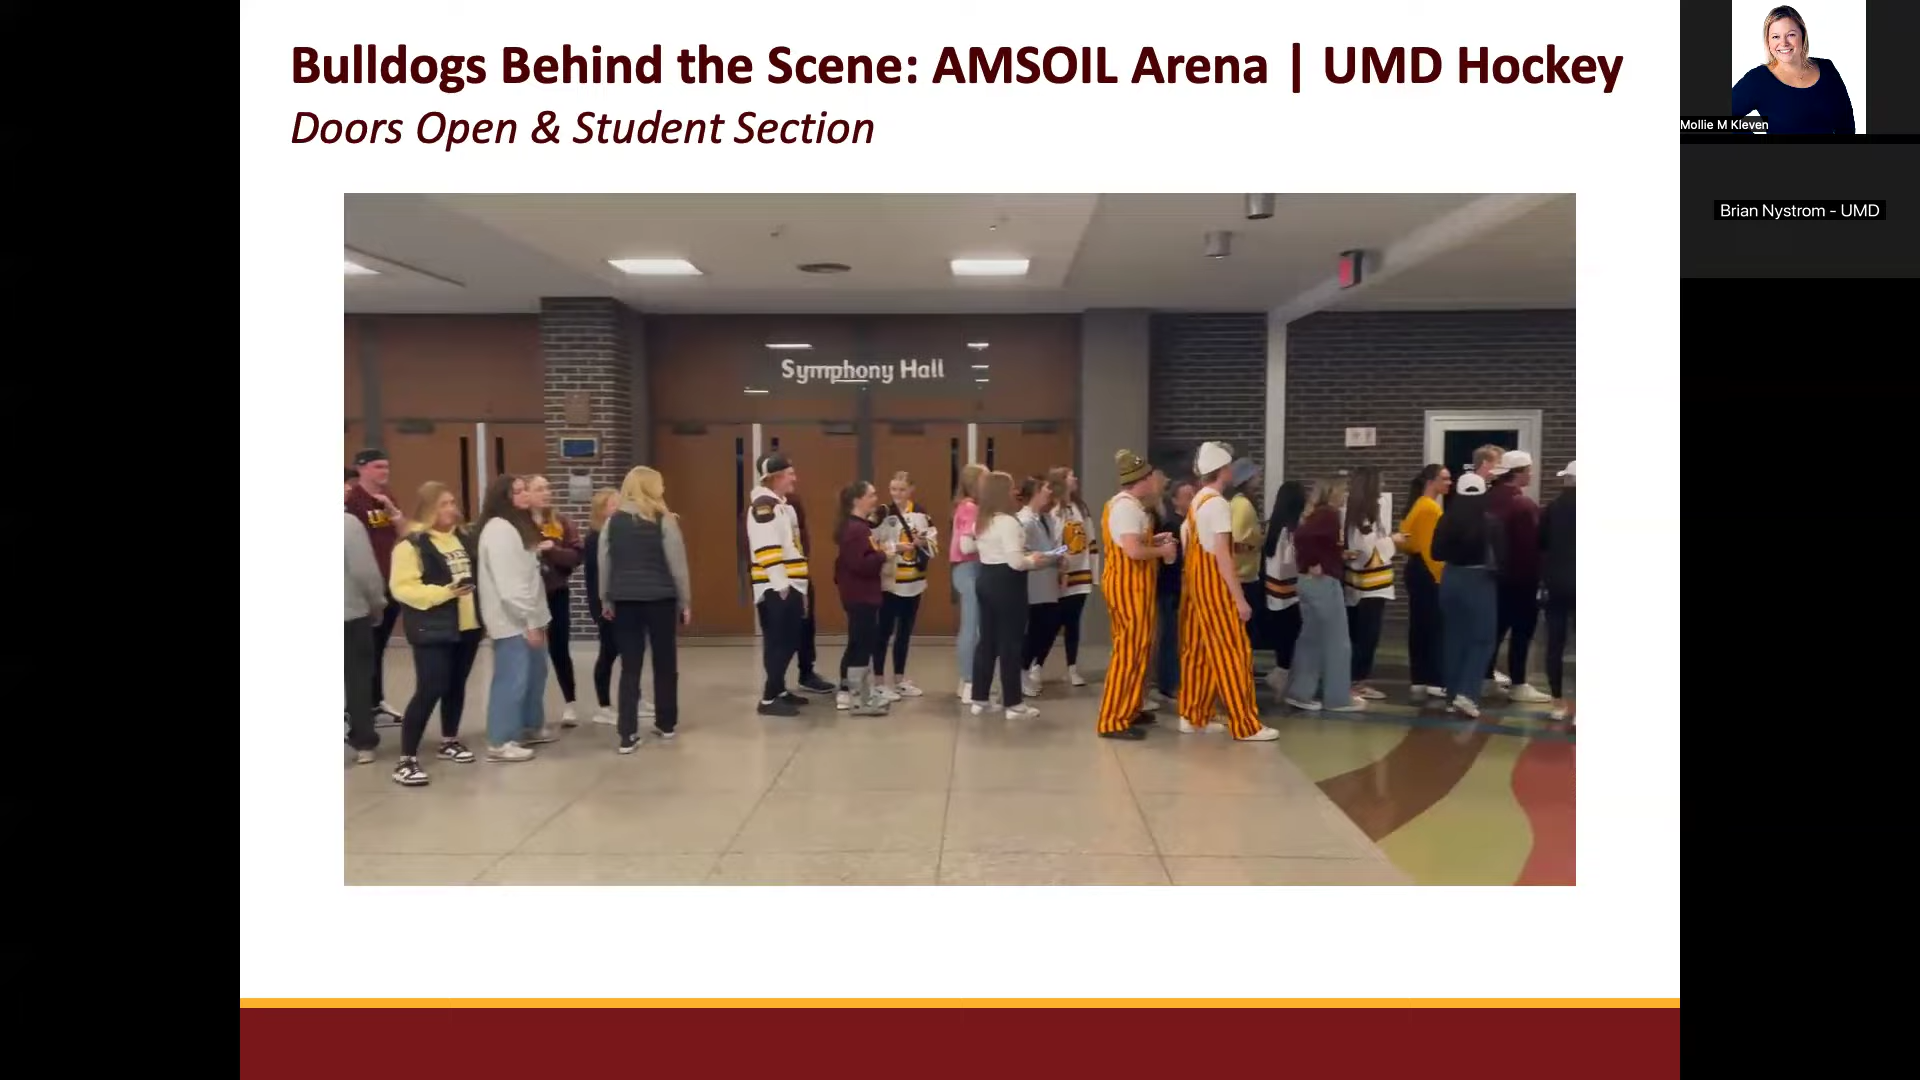 Bulldogs Behind the Scene: AMSOIL Arena | UMD Hockey
Doors Open & Student Section
Symphony Hall
Mollie M Kleven
Brian Nystrom - UMD